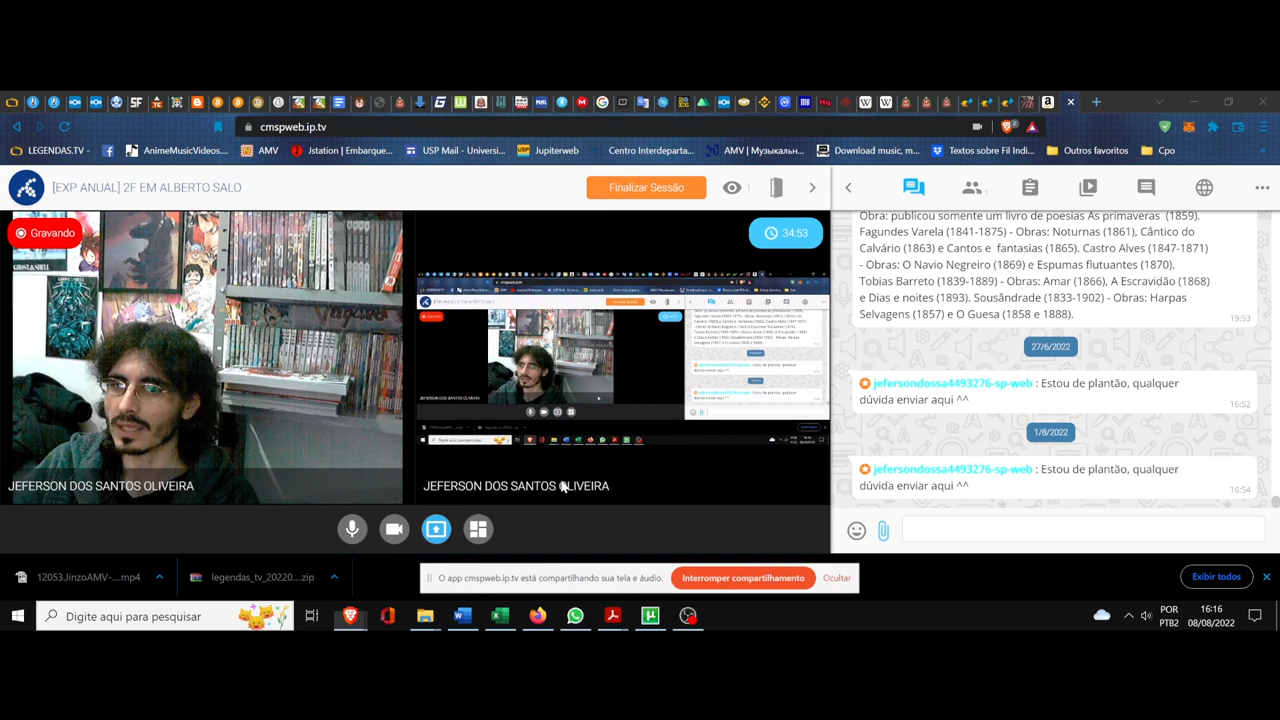 SF
MAL
W
W
a
cmspweb.ip.tv
2
LEGENDAS.TV -
AnimeMusicVideos...
AMV
Jstation | Embarque...
USP Mail - Universi...
Jupiterweb
Centro Interdeparta...
AMV | Музыкальн...
Download music, m...
Textos sobre Fil Indi...
Outros favoritos
Cpo
[EXP ANUAL] 2F EM ALBERTO SALO
Finalizar Sessão
1
1
Gravando
34:53
JEFERSON DOS SANTOS OLIVEIRA
JEFERSON DOS SANTOS OLIVEIRA
Obra: publicou somente um livro de poesias As primaveras (1859).
Fagundes Varela (1841-1875) - Obras: Noturnas (1861), Cântico do
Calvário (1863) e Cantos e fantasias (1865). Castro Alves (1847-1871)
- Obras: O Navio Negreiro (1869) e Espumas flutuantes (1870).
Tobias Barreto (1839-1889) - Obras: Amar (1866), A Escravidão (1868)
e Dias e noites (1893). Sousândrade (1833-1902) - Obras: Harpas
Selvagens (1857) e O Guesa (1858 e 1888).
19:53
27/6/2022
jefersondossa4493276-sp-web : Estou de plantão, qualquer
dúvida enviar aqui ^^
16:52
1/8/2022
jefersondossa4493276-sp-web : Estou de plantão, qualquer
dúvida enviar aqui ^^
16:54
12053.JinzoAMV-....mp4
legendas_tv_20220....zip
O app cmspweb.ip.tv está compartilhando sua tela e áudio.
Interromper compartilhamento
Ocultar
Exibir todos
Digite aqui para pesquisar
POR
PTB2
16:16
08/08/2022